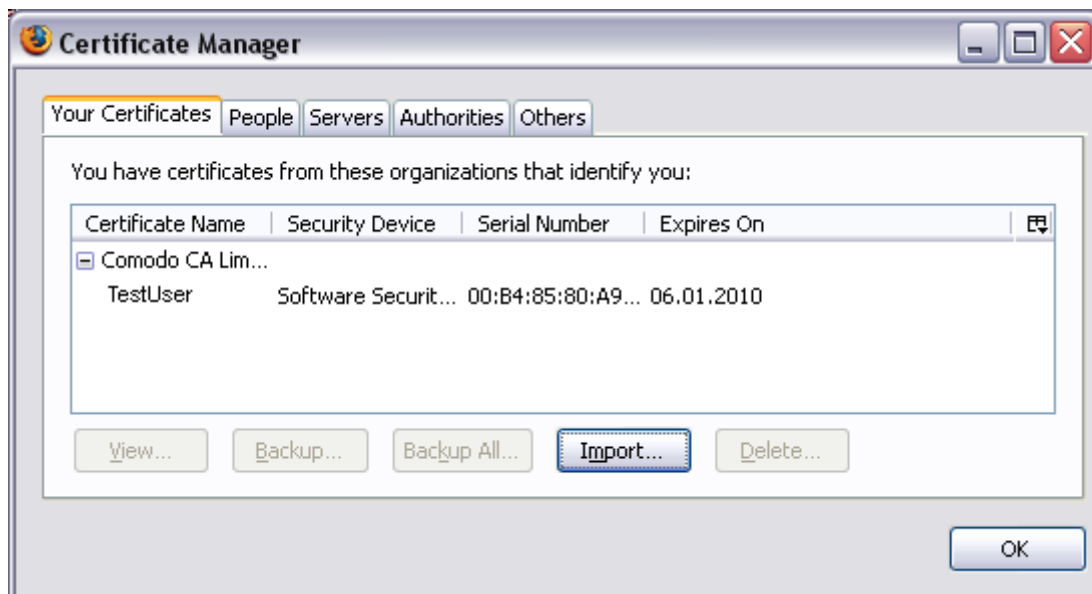 Certificate Manager
Your Certificates People Servers Authorities Others
You have certificates from these organizations that identify you:
Certificate Name Security Device Serial Number Expires On
Comodo CA Lim...
TestUser Software Securit... 00:B4:85:80:A9... 06.01.2010
View... Backup... Backup All... Import... Delete...
OK